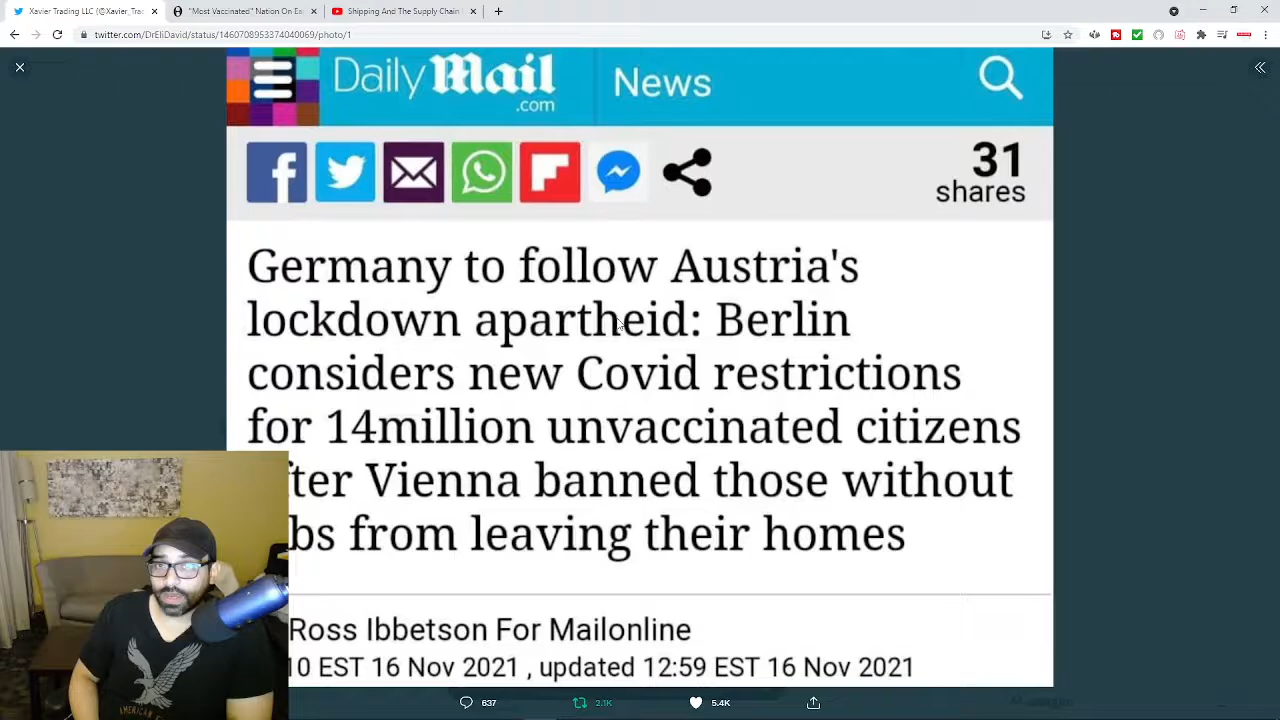 Xavier Trading LLC (@Xavier_Tra
"Most Vaccinated" Nation On Ea
Shipping And The Supply Chain
twitter.com/DrEliDavid/status/1460708953374040069/photo/1
Daily Mail
.com
News
31
shares
Germany to follow Austria's
lockdown apartheid: Berlin
considers new Covid restrictions
for 14million unvaccinated citizens
ter Vienna banned those without
bs from leaving their homes
Ross Ibbetson For Mailonline
10 EST 16 Nov 2021 , updated 12:59 EST 16 Nov 2021
AMERICAN
637
2.1K
5.4K